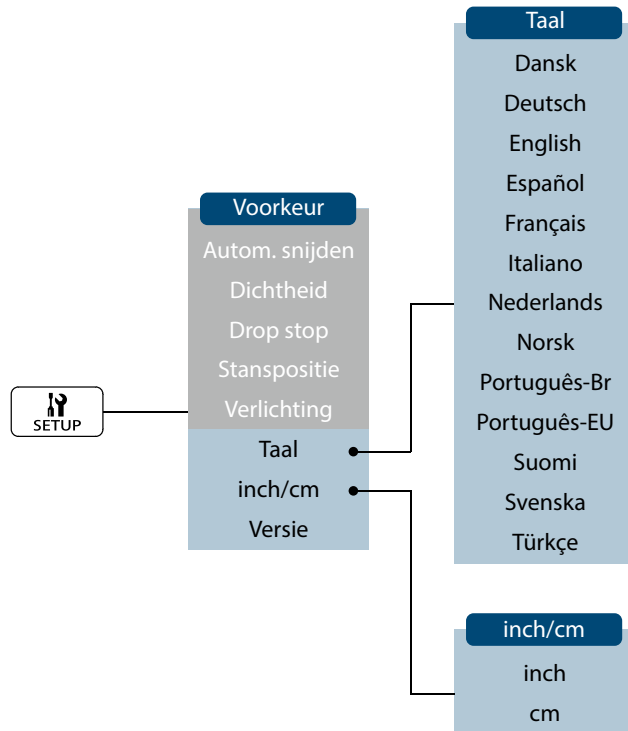 SETUP
Voorkeur
Autom. snijden
Dichtheid
Drop stop
Stanspositie
Verlichting
Taal
inch/cm
Versie
Taal
Dansk
Deutsch
English
Español
Français
Italiano
Nederlands
Norsk
Português-Br
Português-EU
Suomi
Svenska
Türkçe
inch/cm
inch
cm